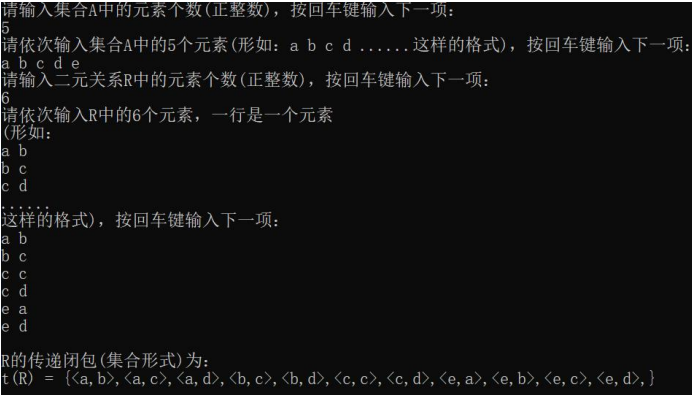 请输入集合A中的元素个数(正整数)，按回车键输入下一项：
5
请依次输入集合A中的5个元素(形如：a b c d ......这样的格式)，按回车键输入下一项：
a b c d e
请输入二元关系R中的元素个数(正整数)，按回车键输入下一项：
6
请依次输入R中的6个元素，一行是一个元素
(形如：
a b
b c
c d
......
这样的格式)，按回车键输入下一项：
a b
b c
c c
c d
e a
e d
R的传递闭包(集合形式)为：
t(R) = {<a,b>,<a,c>,<a,d>,<b,c>,<b,d>,<c,c>,<c,d>,<e,a>,<e,b>,<e,c>,<e,d>,}